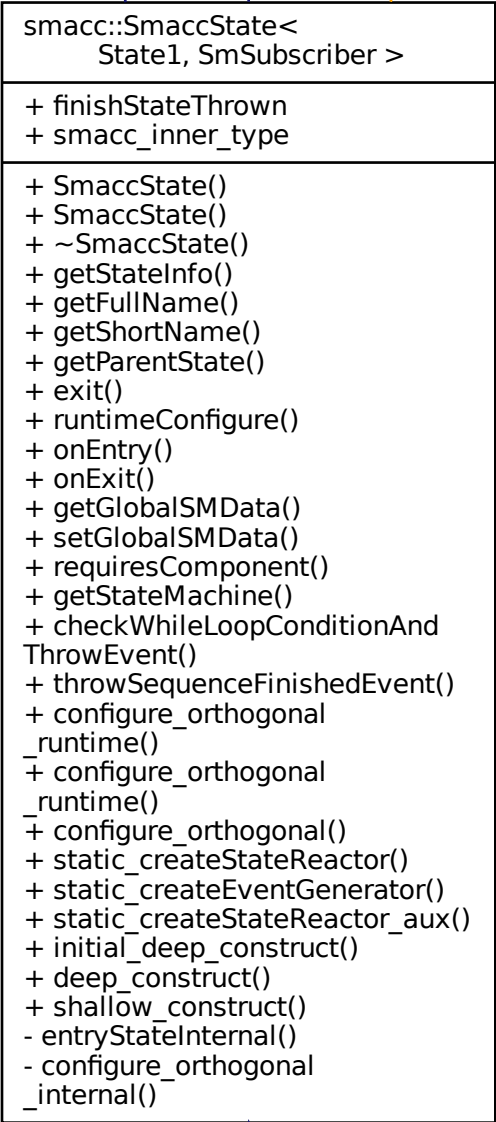 smacc::SmaccState<
State1, SmSubscriber >
+ finishStateThrown
+ smacc_inner_type
+ SmaccState()
+ SmaccState()
+ ~SmaccState()
+ getStateInfo()
+ getFullName()
+ getShortName()
+ getParentState()
+ exit()
+ runtimeConfigure()
+ onEntry()
+ onExit()
+ getGlobalSMData()
+ setGlobalSMData()
+ requiresComponent()
+ getStateMachine()
+ checkWhileLoopConditionAnd
ThrowEvent()
+ throwSequenceFinishedEvent()
+ configure_orthogonal
_runtime()
+ configure_orthogonal
_runtime()
+ configure_orthogonal()
+ static_createStateReactor()
+ static_createEventGenerator()
+ static_createStateReactor_aux()
+ initial_deep_construct()
+ deep_construct()
+ shallow_construct()
- entryStateInternal()
- configure_orthogonal
_internal()